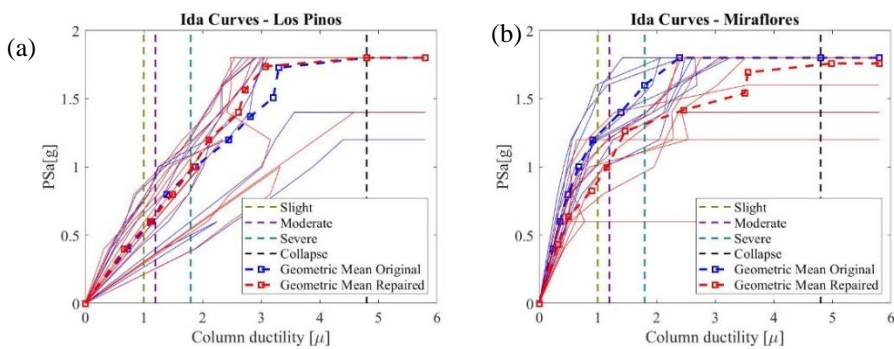 (a)
Ida Curves - Los Pinos
2
1.5
1
0.5
0
PSa[g]
0 1 2 3 4 5 6
Column ductility [μ]
Slight
Moderate
Severe
Collapse
Geometric Mean Original
Geometric Mean Repaired
(b)
Ida Curves - Miraflores
2
1.5
1
0.5
0
PSa[g]
0 1 2 3 4 5 6
Column ductility [μ]
Slight
Moderate
Severe
Collapse
Geometric Mean Original
Geometric Mean Repaired